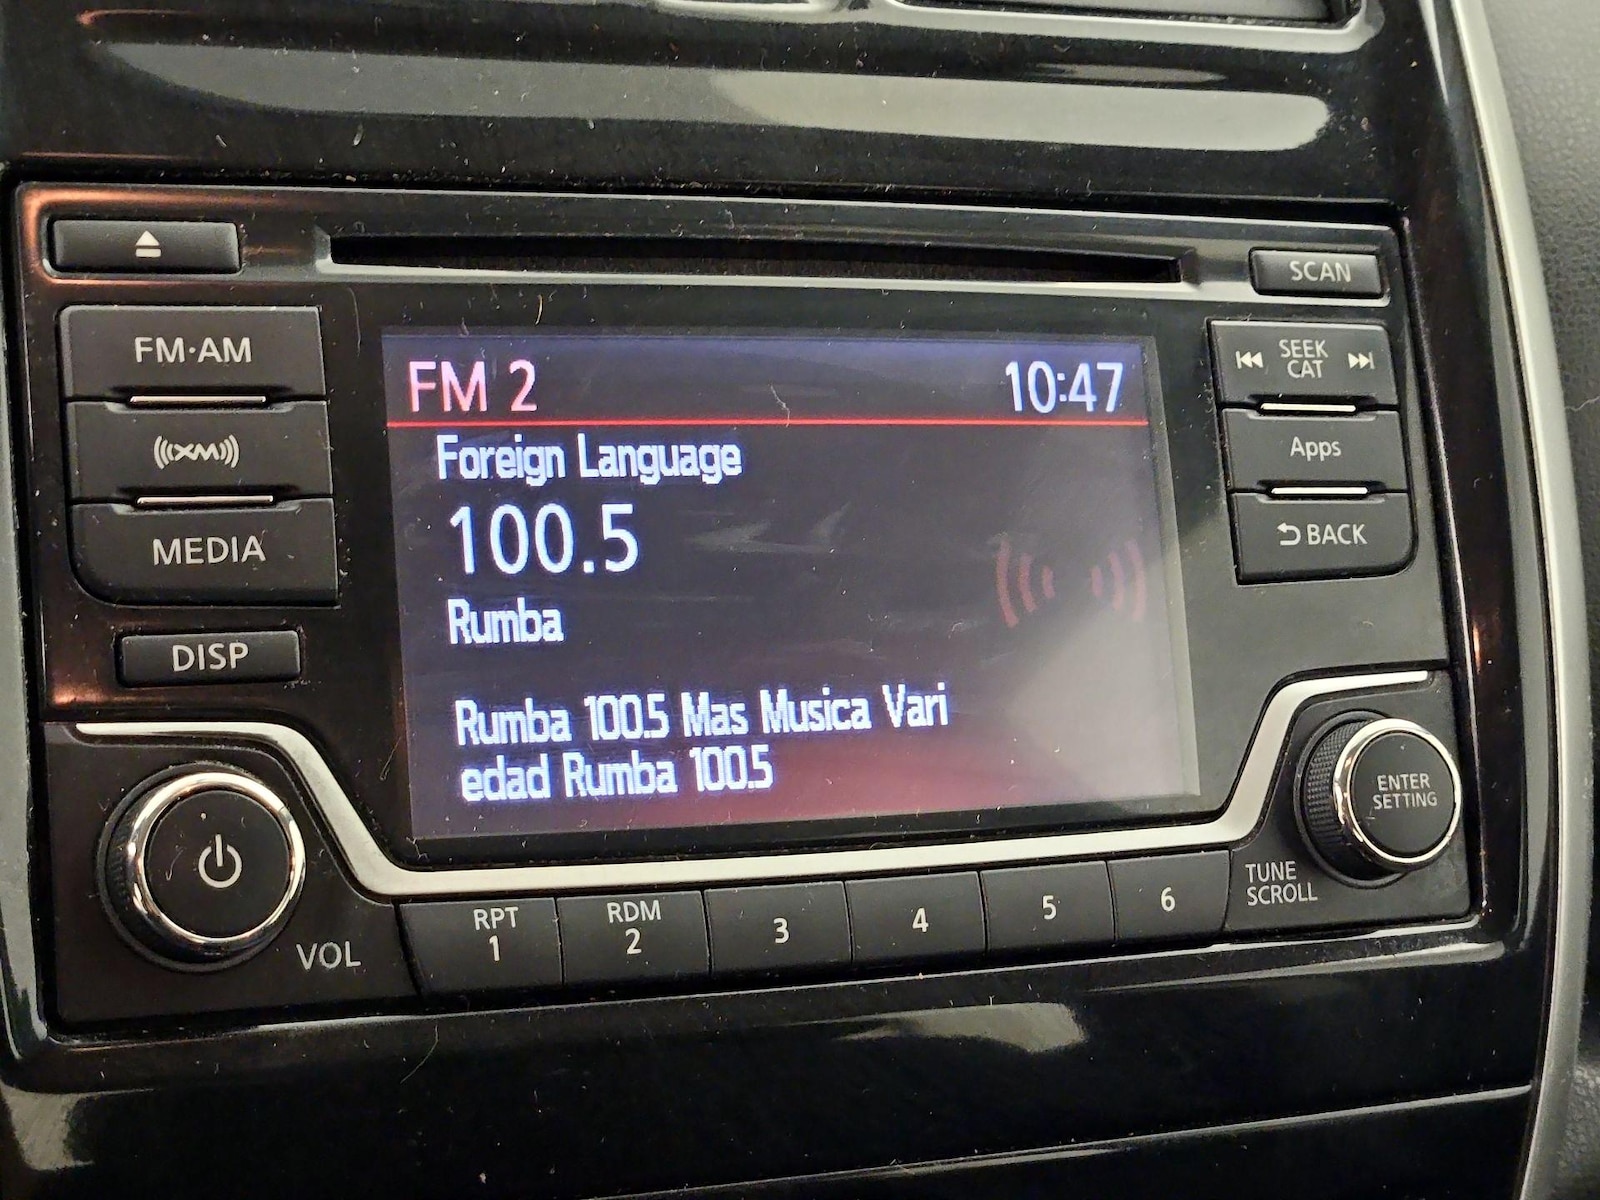 SCAN
FM·AM
SEEK
CAT
FM 2
10:47
Foreign Language
XM
Apps
100.5
MEDIA
BACK
Rumba
DISP
Rumba 100.5 Mas Musica Vari
edad Rumba 100.5
ENTER
SETTING
TUNE
SCROLL
VOL
RPT
1
RDM
2
3
4
5
6